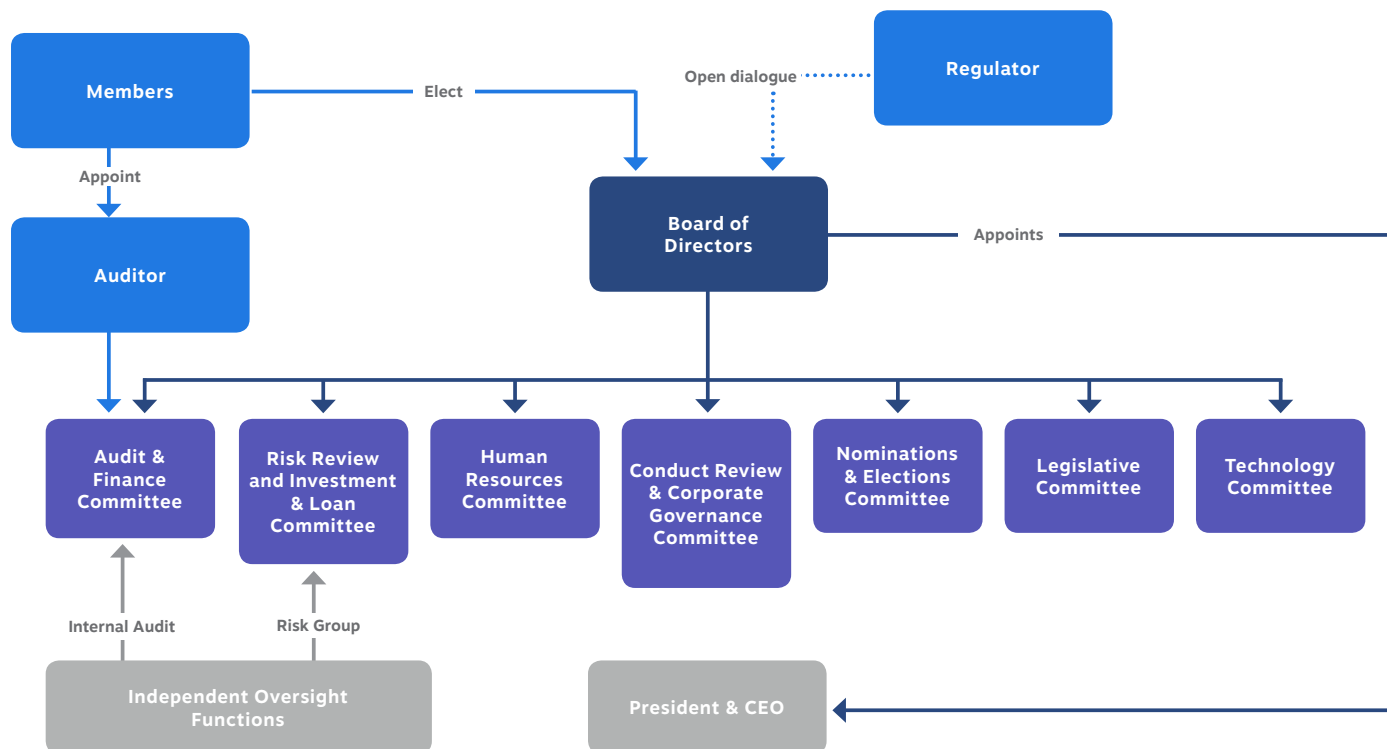 Members
Elect
Open dialogue
Regulator
Appoint
Auditor
Board of
Directors
Appoints
Audit &
Finance
Committee
Risk Review
and Investment
& Loan
Committee
Human
Resources
Committee
Conduct Review
& Corporate
Governance
Committee
Nominations
& Elections
Committee
Legislative
Committee
Technology
Committee
Internal Audit
Risk Group
Independent Oversight
Functions
President & CEO